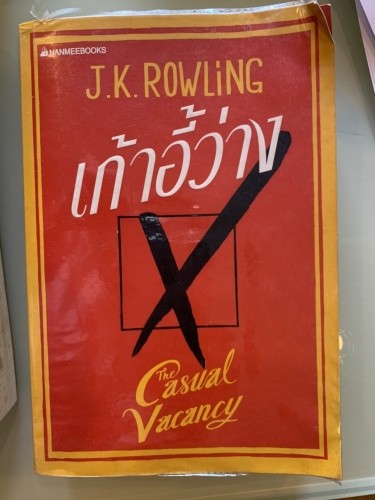 NANMEEBOOKS
J.K. ROWLiNG
เก้าอี้ว่าง
The
Casual
Vacancy